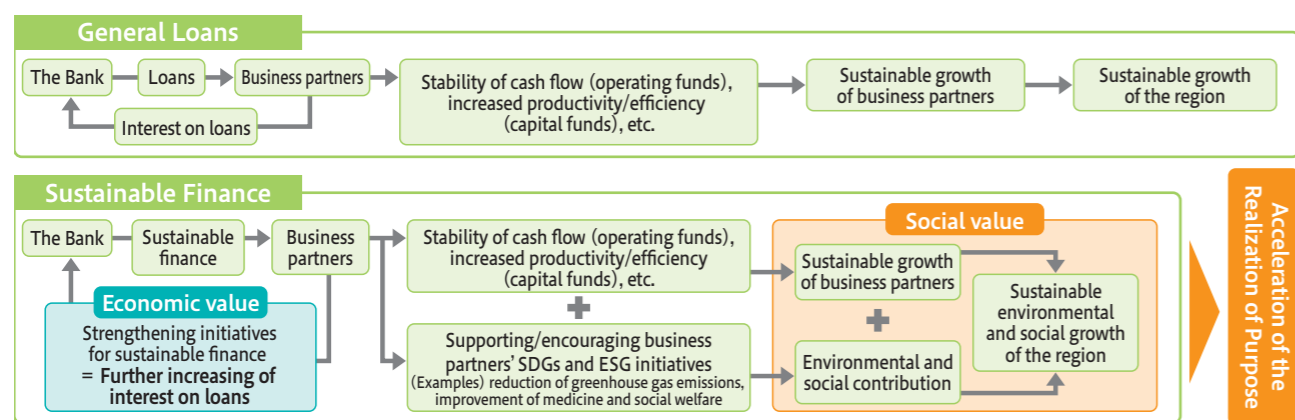 General Loans
The Bank
Loans
Business partners
Interest on loans
Stability of cash flow (operating funds),
increased productivity/efficiency
(capital funds), etc.
Sustainable growth
of business partners
Sustainable growth
of the region
Sustainable Finance
The Bank
Sustainable
finance
Business
partners
Economic value
Strengthening initiatives
for sustainable finance
= Further increasing of
interest on loans
Stability of cash flow (operating funds),
increased productivity/efficiency
(capital funds), etc.
+
Supporting/encouraging business
partners' SDGs and ESG initiatives
(Examples) reduction of greenhouse gas emissions,
improvement of medicine and social welfare
Social value
Sustainable growth
of business partners
+
Environmental and
social contribution
Sustainable
environmental
and social growth
of the region
Acceleration of the
Realization of Purpose